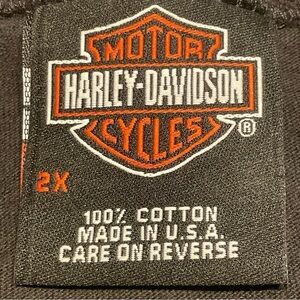 MOTOR
HARLEY-DAVIDSON
CYCLES
®
2X
100% COTTON
MADE IN U.S.A.
CARE ON REVERSE